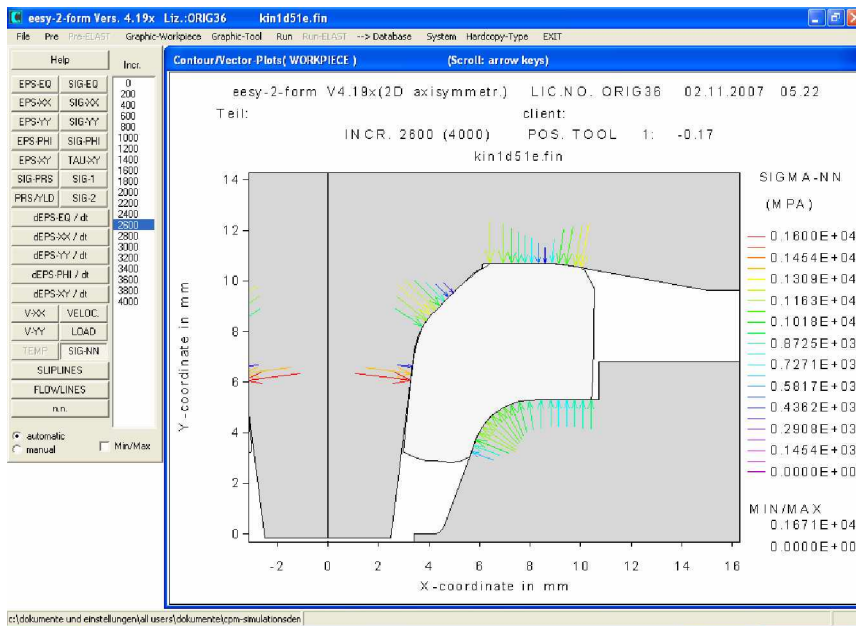 eesy-2-form Vers. 4.19x Liz.:ORIG36 kin1d51e.fin
File Pre Pre-ELAST Graphic-Workpiece Graphic-Tool Run Run-ELAST --> Database System Hardcopy-Type EXIT
Help
Incr.
EPS-EQ SIG-EQ
EPS-XX SIG-XX
EPS-YY SIG-YY
EPS-PHI SIG-PHI
EPS-XY TAU-XY
SIG-PRS SIG-1
PRS/YLD SIG-2
dEPS-EQ / dt
dEPS-XX / dt
dEPS-YY / dt
dEPS-PHI / dt
dEPS-XY / dt
V-XX VELOC.
V-YY LOAD
TEMP SIG-NN
SLIPLINES
FLOWLINES
n.n.
automatic
manual
Min/Max
0
200
400
600
800
1000
1200
1400
1600
1800
2000
2200
2400
2600
2800
3000
3200
3400
3600
3800
4000
Contour/Vector-Plots( WORKPIECE ) (Scroll: arrow keys)
eesy-2-form V4.19x(2D axisymmetr.) LIC.NO. ORIG36 02.11.2007 05.22
Teil: client:
INCR. 2600 (4000) POS. TOOL 1: -0.17
kin1d51e.fin
Y-coordinate in mm
14
12
10
8
6
4
2
0
-2 0 2 4 6 8 10 12 14 16
X-coordinate in mm
SIGMA-NN
(MPA)
0.1600E+04
0.1454E+04
0.1309E+04
0.1163E+04
0.1018E+04
0.8725E+03
0.7271E+03
0.5817E+03
0.4362E+03
0.2908E+03
0.1454E+03
0.0000E+00
MIN/MAX
0.1671E+04
0.0000E+00
c:\dokumente und einstellungen\all users\dokumente\cpm-simulationsden